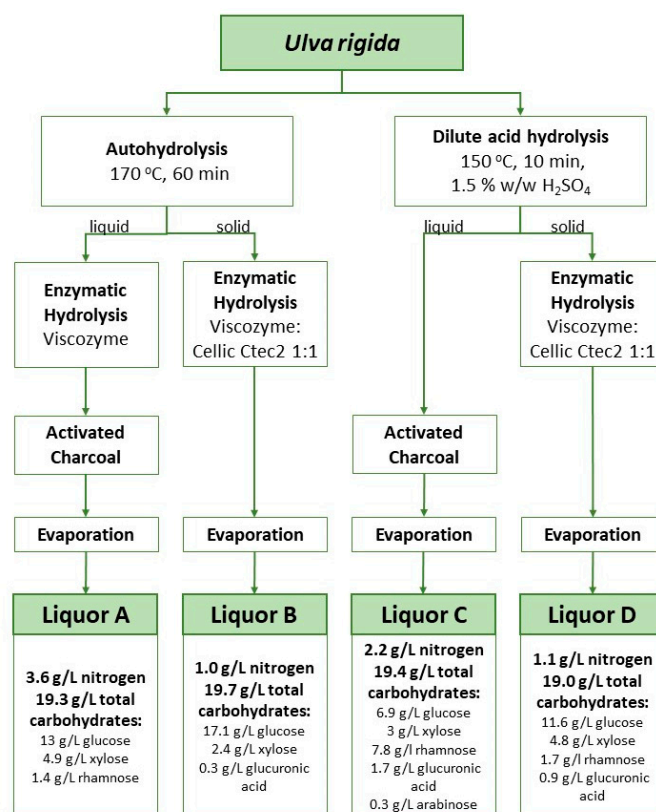 Ulva rigida
Autohydrolysis
170 °C, 60 min
Dilute acid hydrolysis
150 °C, 10 min,
1.5 % w/w H₂SO₄
liquid
solid
liquid
solid
Enzymatic
Hydrolysis
Viscozyme
Enzymatic
Hydrolysis
Viscozyme:
Cellic Ctec2 1:1
Enzymatic
Hydrolysis
Viscozyme:
Cellic Ctec2 1:1
Activated
Charcoal
Activated
Charcoal
Evaporation
Evaporation
Evaporation
Evaporation
Liquor A
3.6 g/L nitrogen
19.3 g/L total
carbohydrates:
13 g/L glucose
4.9 g/L xylose
1.4 g/L rhamnose
Liquor B
1.0 g/L nitrogen
19.7 g/L total
carbohydrates:
17.1 g/L glucose
2.4 g/L xylose
0.3 g/L glucuronic
acid
Liquor C
2.2 g/L nitrogen
19.4 g/L total
carbohydrates:
6.9 g/L glucose
3 g/L xylose
7.8 g/l rhamnose
1.7 g/L glucuronic
acid
0.3 g/L arabinose
Liquor D
1.1 g/L nitrogen
19.0 g/L total
carbohydrates:
11.6 g/L glucose
4.8 g/L xylose
1.7 g/l rhamnose
0.9 g/L glucuronic
acid